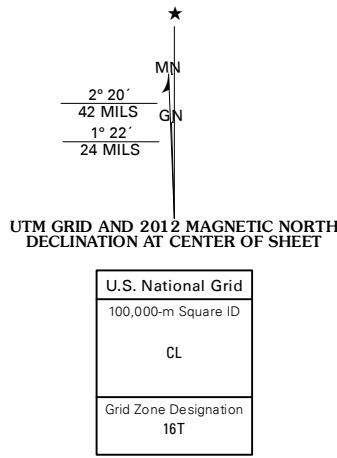 ★
MN
2° 20´
42 MILS
GN
1° 22´
24 MILS
UTM GRID AND 2012 MAGNETIC NORTH
DECLINATION AT CENTER OF SHEET
U.S. National Grid
100,000-m Square ID
CL
Grid Zone Designation
16T